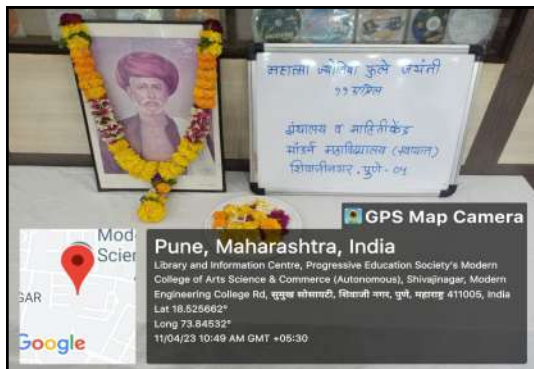 महात्मा ज्योतिबा फुले जयंती
११ एप्रिल
ग्रंथालय व माहितीकेंद्र
मॉडर्न महाविद्यालय (स्वायत्त)
शिवाजीनगर, पुणे - ०५
GPS Map Camera
Mod
Scien
GAR
Google
Pune, Maharashtra, India
Library and Information Centre, Progressive Education Society's Modern
College of Arts Science & Commerce (Autonomous), Shivajinagar, Modern
Engineering College Rd, सुमुख सोसायटी, शिवाजी नगर, पुणे, महाराष्ट्र 411005, India
Lat 18.525662°
Long 73.84532°
11/04/23 10:49 AM GMT +05:30